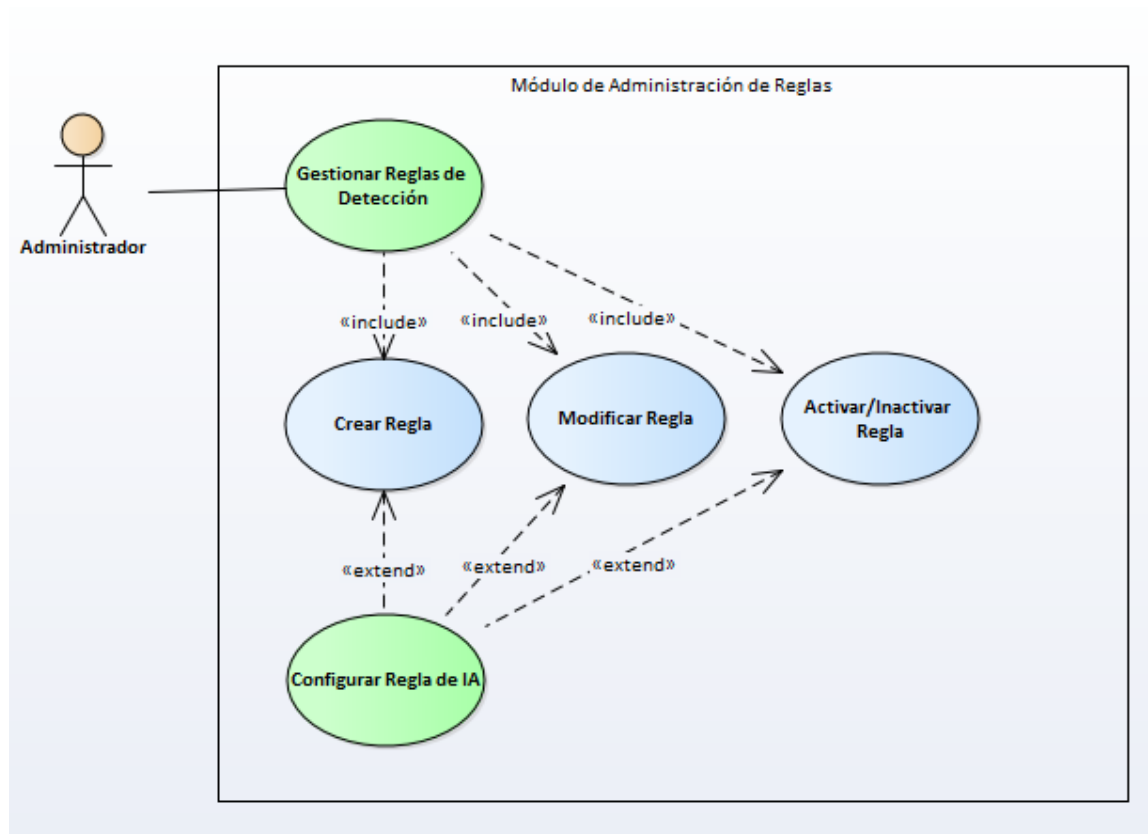 Módulo de Administración de Reglas
Gestionar Reglas de
Detección
Administrador
«include»
«include»
«include»
Crear Regla
Modificar Regla
Activar/Inactivar
Regla
«extend»
«extend»
«extend»
Configurar Regla de IA